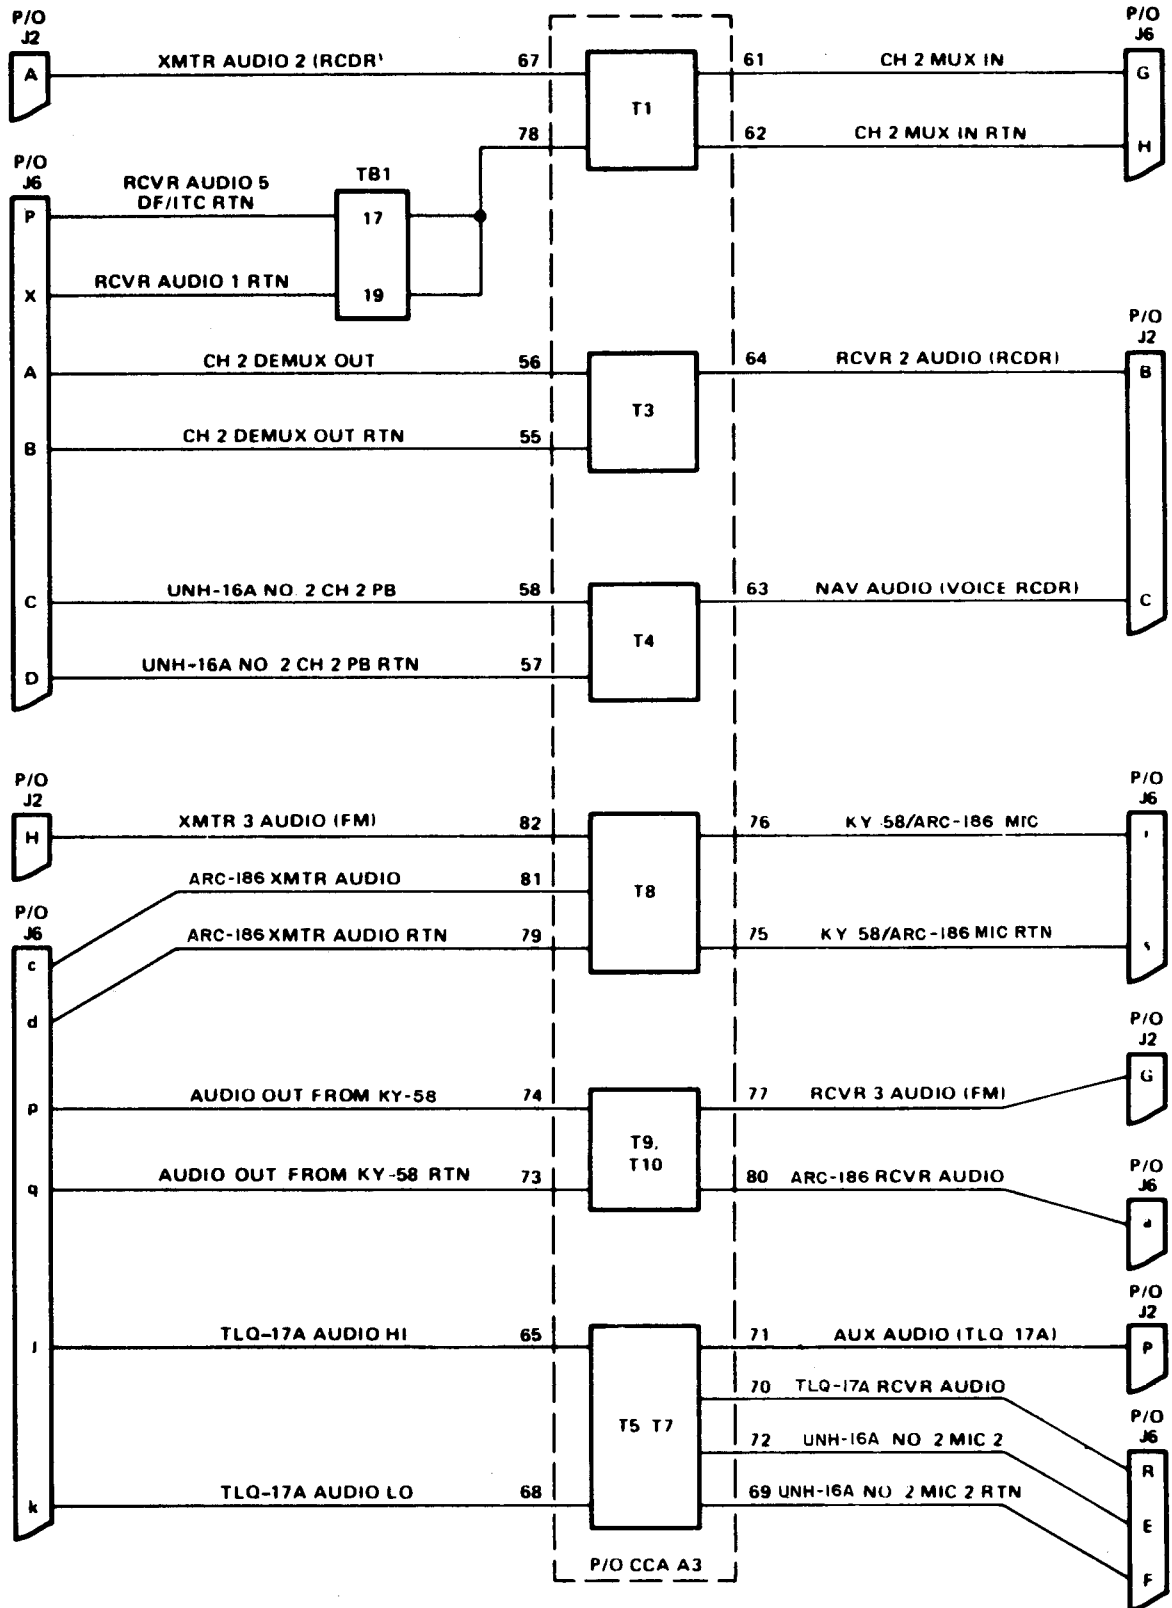 P/O
J2
A
XMTR AUDIO 2 (RCDR)
67
T1
61
CH 2 MUX IN
P/O
J6
G
78
62
CH 2 MUX IN RTN
H
P/O
J6
P
RCVR AUDIO 5
DF/ITC RTN
TB1
17
X
RCVR AUDIO 1 RTN
19
A
CH 2 DEMUX OUT
56
T3
64
RCVR 2 AUDIO (RCDR)
P/O
J2
B
B
CH 2 DEMUX OUT RTN
55
C
UNH-16A NO. 2 CH 2 PB
58
T4
63
NAV AUDIO (VOICE RCDR)
C
D
UNH-16A NO 2 CH 2 PB RTN
57
P/O
J2
H
XMTR 3 AUDIO (FM)
82
T8
76
KY 58/ARC-186 MIC
P/O
J6
ARC-186 XMTR AUDIO
81
P/O
J6
c
ARC-186 XMTR AUDIO RTN
79
75
KY 58/ARC-186 MIC RTN
s
d
p
AUDIO OUT FROM KY-58
74
T9,
T10
77
RCVR 3 AUDIO (FM)
P/O
J2
G
q
AUDIO OUT FROM KY-58 RTN
73
80
ARC-186 RCVR AUDIO
P/O
J6
a
TLQ-17A AUDIO HI
65
T5 T7
71
AUX AUDIO (TLQ 17A)
P/O
J2
P
70
TLQ-17A RCVR AUDIO
P/O
J6
R
72
UNH-16A NO 2 MIC 2
E
k
TLQ-17A AUDIO LO
68
69
UNH-16A NO 2 MIC 2 RTN
F
P/O CCA A3